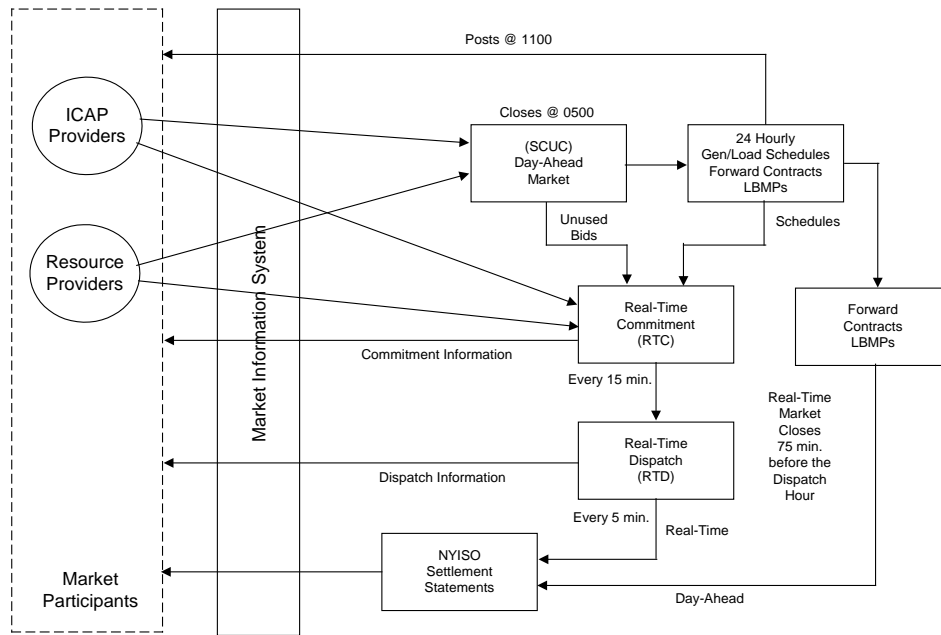 Posts @ 1100
ICAP
Providers
Closes @ 0500
(SCUC)
Day-Ahead
Market
24 Hourly
Gen/Load Schedules
Forward Contracts
LBMPs
Unused
Bids
Schedules
Resource
Providers
Market Information System
Real-Time
Commitment
(RTC)
Forward
Contracts
LBMPs
Commitment Information
Every 15 min.
Real-Time
Market
Closes
75 min.
before the
Dispatch
Hour
Real-Time
Dispatch
(RTD)
Dispatch Information
Every 5 min.
Real-Time
NYISO
Settlement
Statements
Market
Participants
Day-Ahead